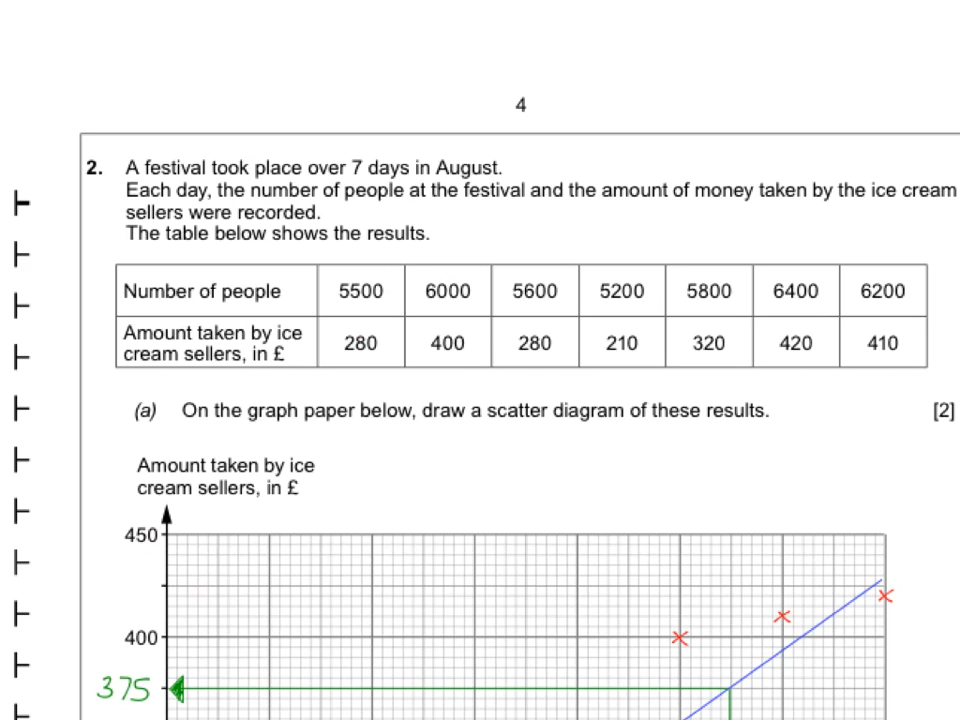 4
2. A festival took place over 7 days in August.
Each day, the number of people at the festival and the amount of money taken by the ice cream
sellers were recorded.
The table below shows the results.
Number of people 5500 6000 5600 5200 5800 6400 6200
Amount taken by ice
cream sellers, in £ 280 400 280 210 320 420 410
(a) On the graph paper below, draw a scatter diagram of these results. [2]
Amount taken by ice
cream sellers, in £
450
400
375